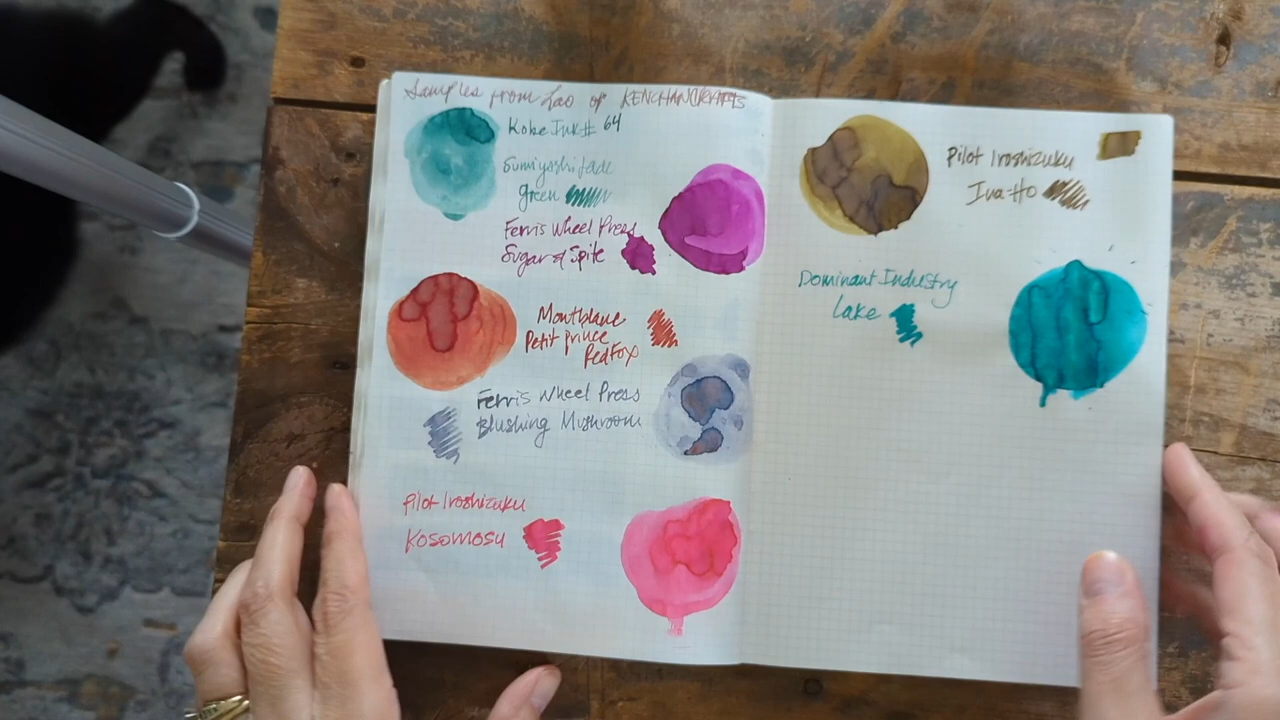 Samples from Lao of KENCHANCRAFTS
Kobe Ink # 64
Sumiyoshi jade
green
Ferris Wheel Press
Sugar & Spite
Montblanc
Petit prince
Red Fox
Ferris Wheel Press
Blushing Mushroom
Pilot Iroshizuku
Kosomosu
Pilot Iroshizuku
Ina-Ho
Dominant Industry
Lake